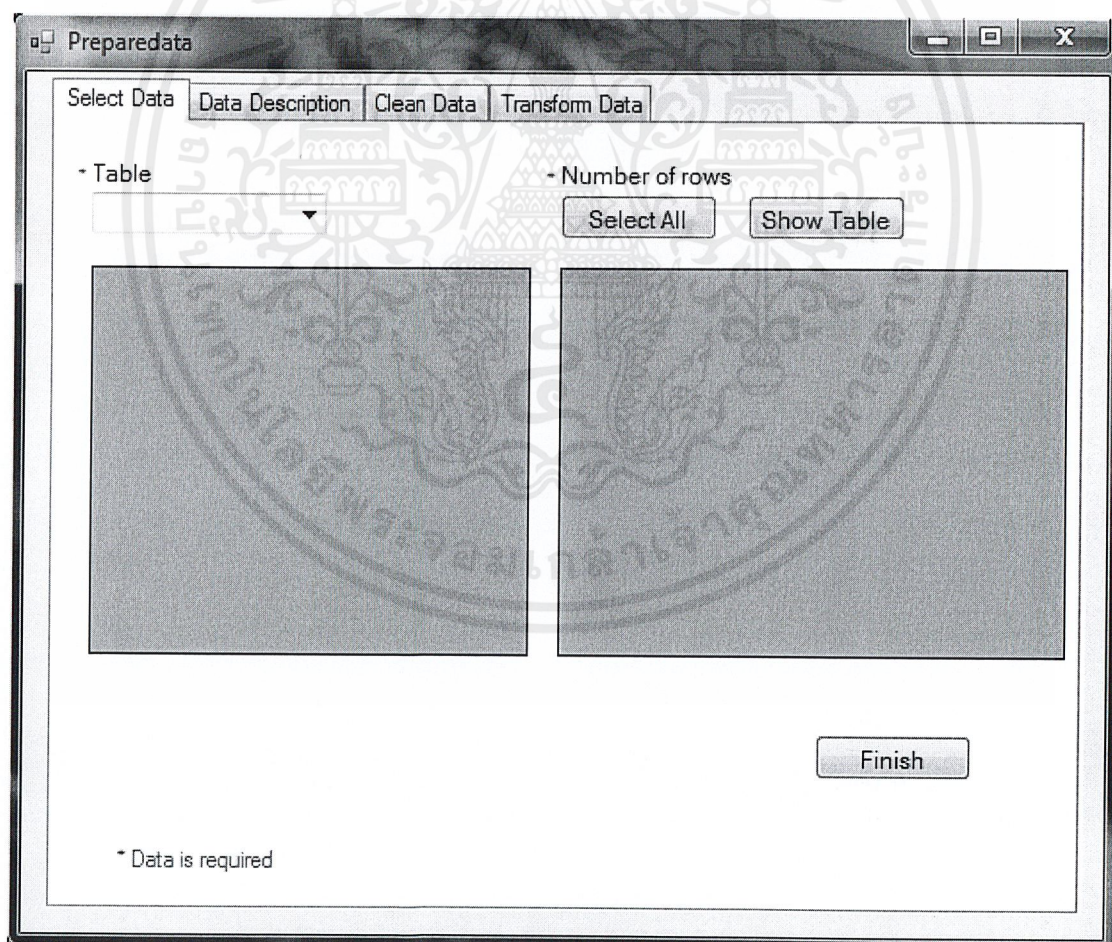 Preparedata
Select Data Data Description Clean Data Transform Data
* Table
- Number of rows
Select All Show Table
Finish
* Data is required